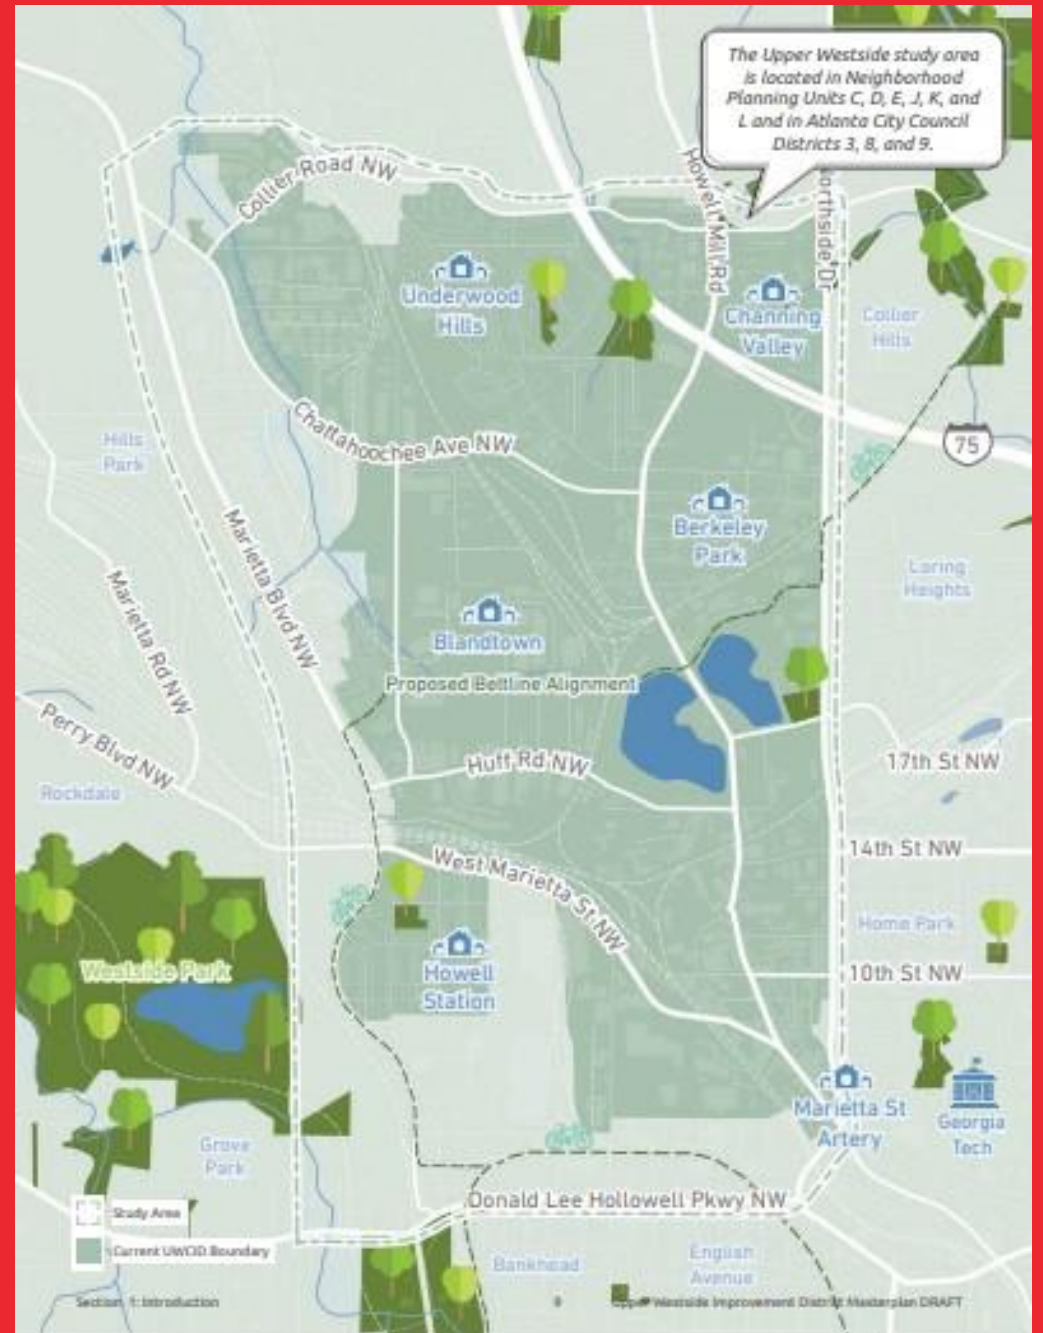 The Upper Westside study area
is located in Neighborhood
Planning Units C, D, E, J, K, and
L and in Atlanta City Council
Districts 3, 8, and 9.
Collier Road NW
Howell Mill Rd
Northside Dr
Underwood
Hills
Channing
Valley
Collier
Hills
Chattahoochee Ave NW
75
Hills
Park
Berkeley
Park
Marietta Blvd NW
Loring
Heights
Marietta Rd NW
Blandtown
Proposed Beltline Alignment
Perry Blvd NW
Huff Rd NW
17th St NW
Rockdale
14th St NW
West Marietta St NW
Home Park
Westside Park
Howell
Station
10th St NW
Marietta St
Artery
Georgia
Tech
Grove
Park
Donald Lee Hollowell Pkwy NW
Study Area
Current UWCID Boundary
Bankhead
English
Avenue
Section 1: Introduction
9
Upper Westside Improvement District Masterplan DRAFT